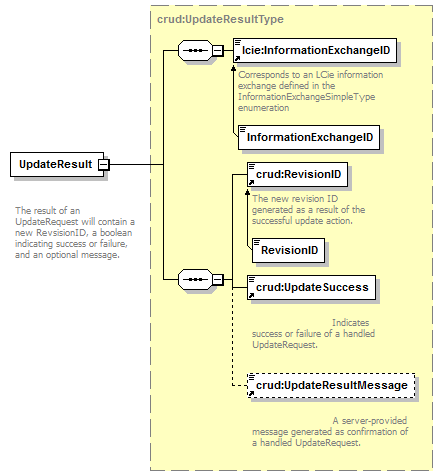 crud:UpdateResultType
lcie:InformationExchangeID
Corresponds to an LCie information
exchange defined in the
InformationExchangeSimpleType
enumeration
InformationExchangeID
UpdateResult
The result of an
UpdateRequest will contain a
new RevsisionID, a boolean
indicating success or failure,
and an optional message.
crud:RevisionID
The new revision ID
generated as a result of the
successful update action.
RevisionID
crud:UpdateSuccess
Indicates
success or failure of a handled
UpdateRequest.
crud:UpdateResultMessage
A server-provided
message generated as confirmation of
a handled UpdateRequest.